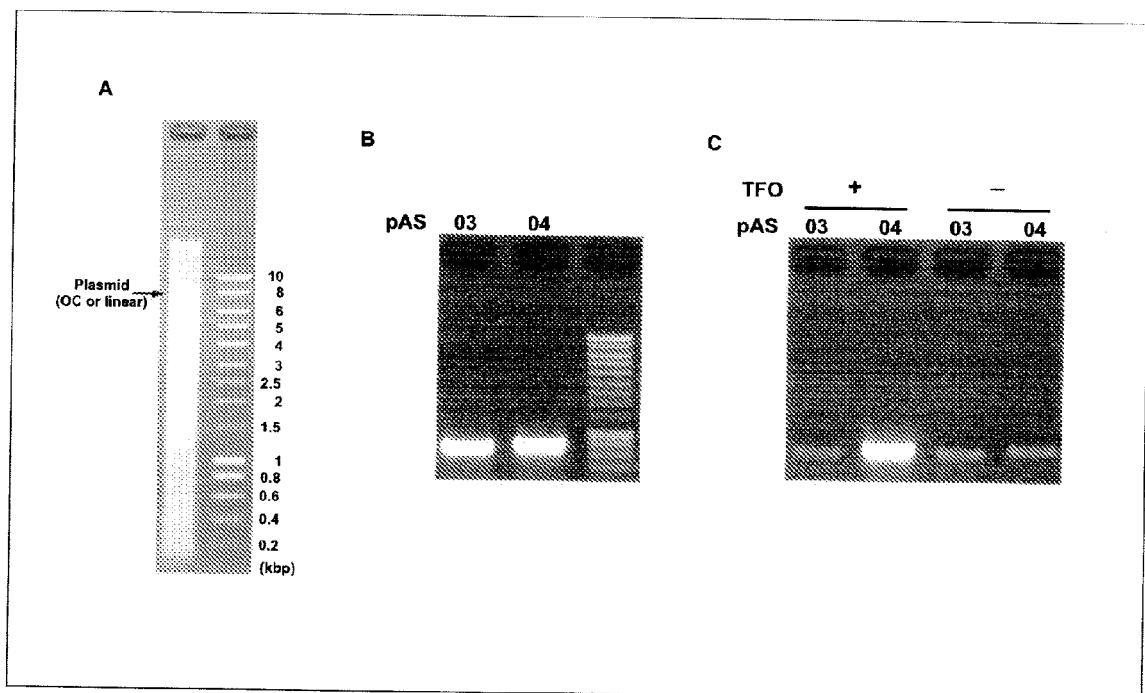 A
Plasmid
(OC or linear)
10
8
6
5
4
3
2.5
2
1.5
1
0.8
0.6
0.4
0.2
(kbp)
B
pAS 03 04
C
TFO + –
pAS 03 04 03 04